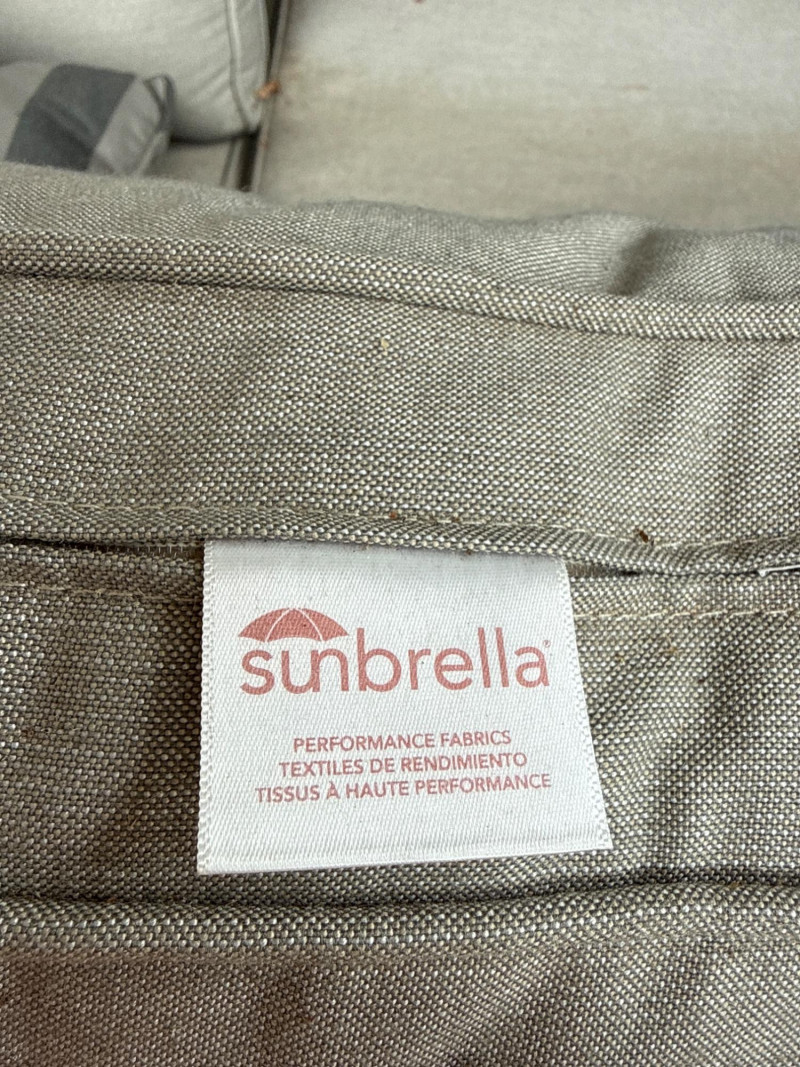 sunbrella®
PERFORMANCE FABRICS
TEXTILES DE RENDIMIENTO
TISSUS À HAUTE PERFORMANCE